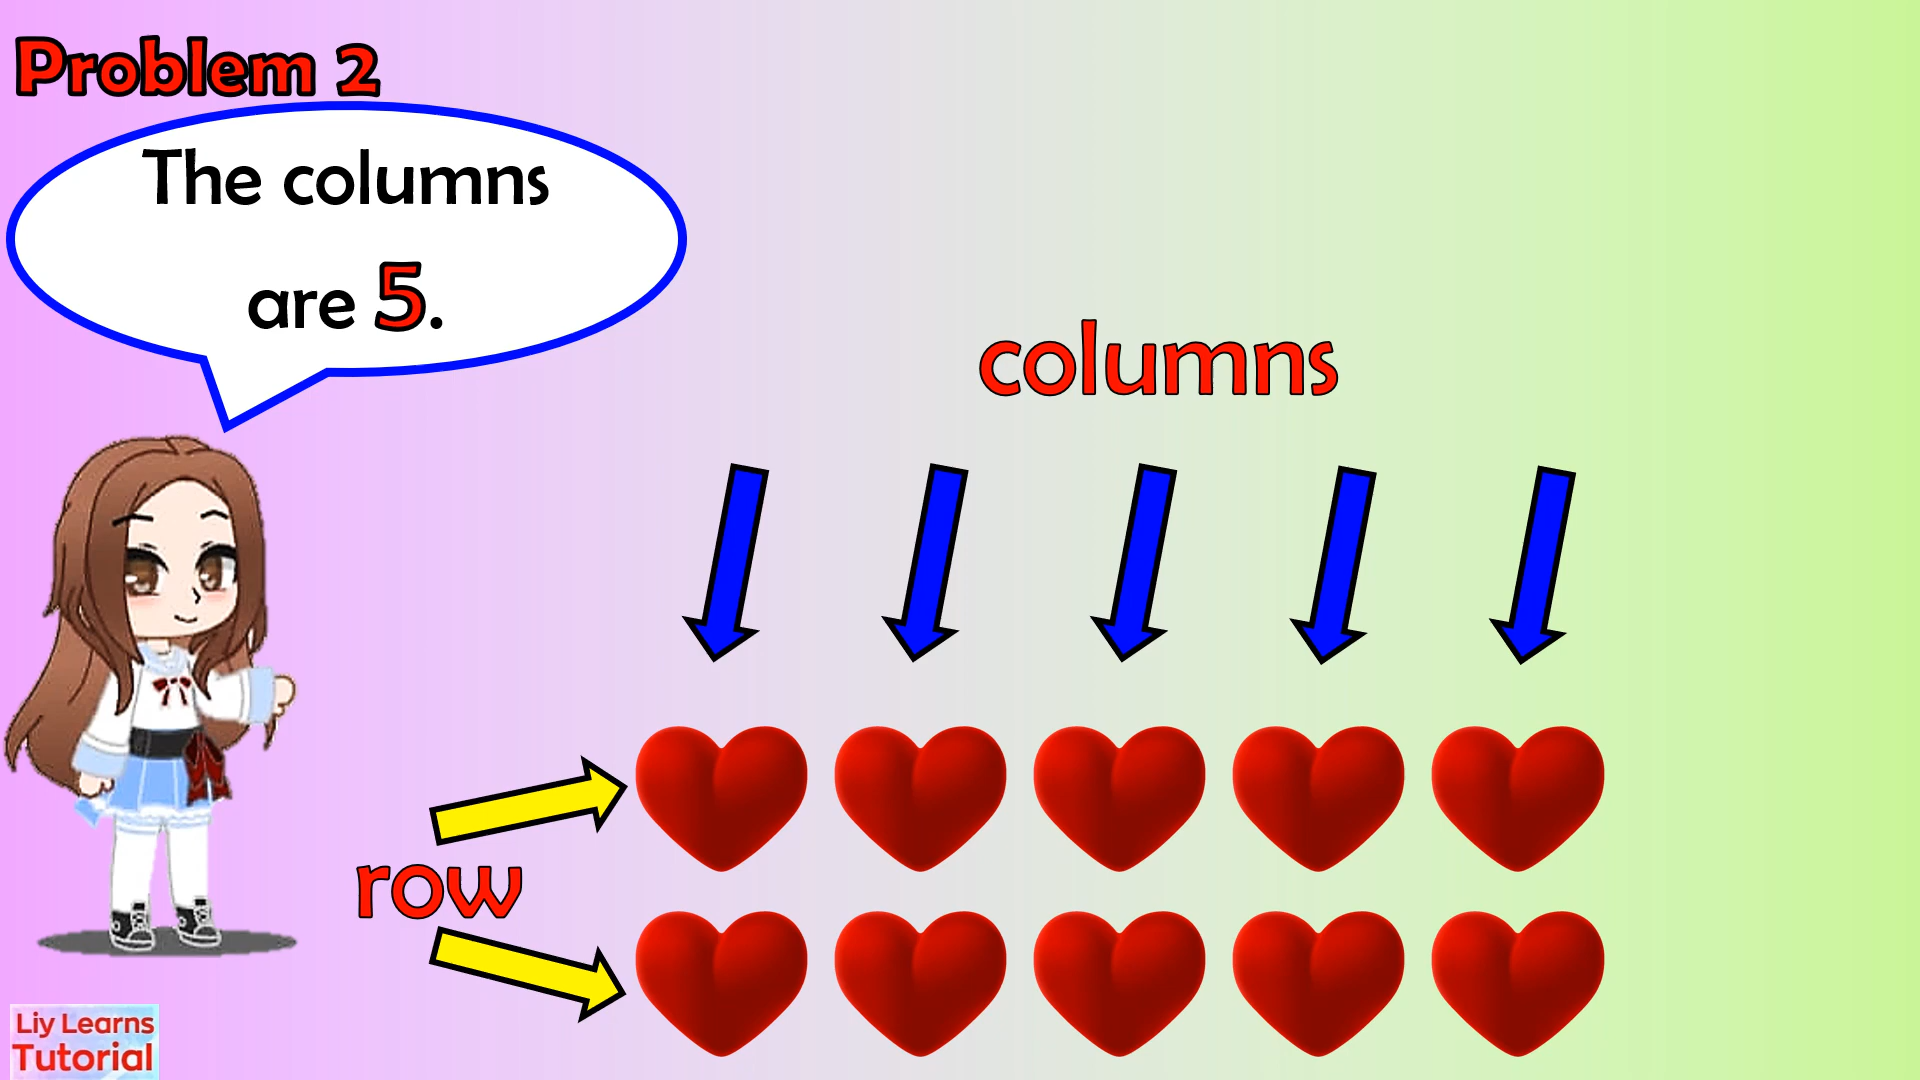 Problem 2
The columns
are 5.
columns
row
Liy Learns
Tutorial